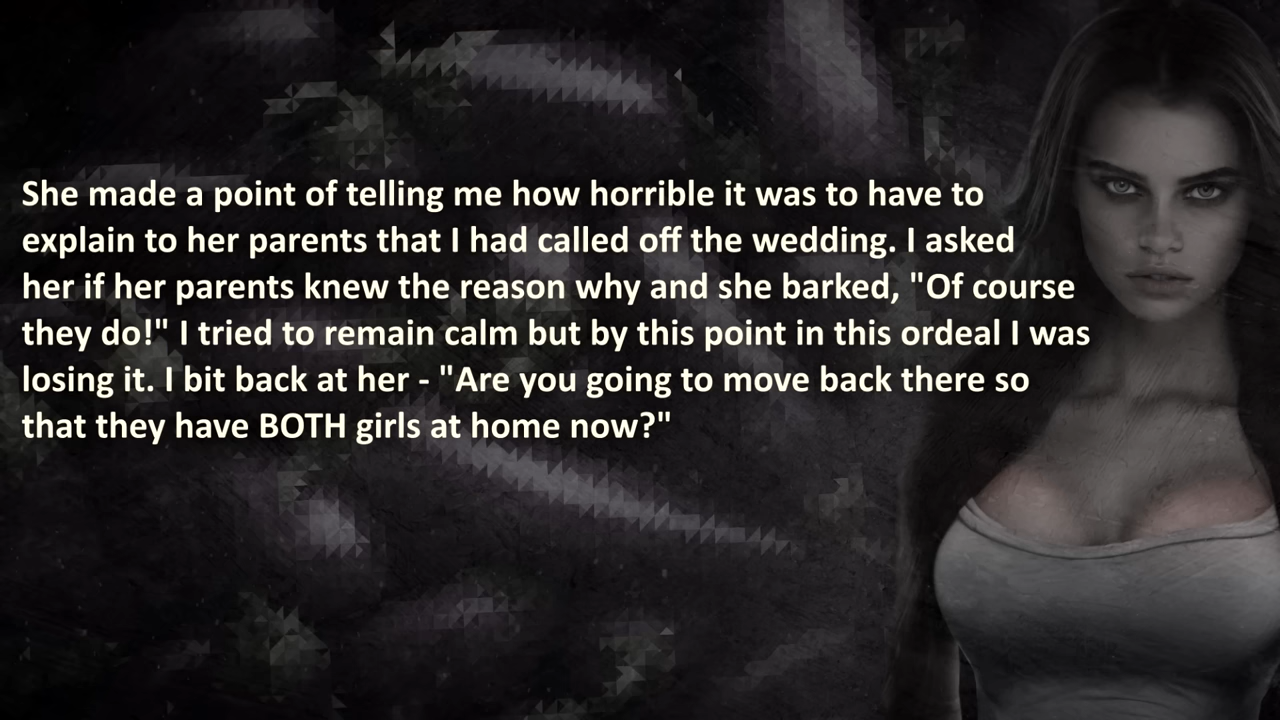 She made a point of telling me how horrible it was to have to
explain to her parents that I had called off the wedding. I asked
her if her parents knew the reason why and she barked, "Of course
they do!" I tried to remain calm but by this point in this ordeal I was
losing it. I bit back at her - "Are you going to move back there so
that they have BOTH girls at home now?"